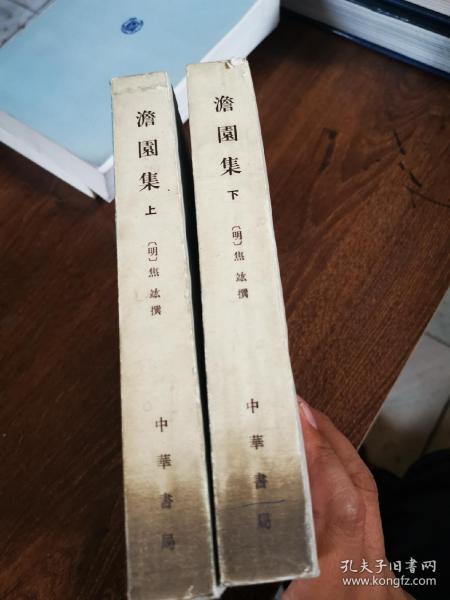 澹園集 上
〔明〕焦竑撰
中華書局
澹園集 下
〔明〕焦竑撰
中華書局
孔夫子旧书网
www.kongfz.com